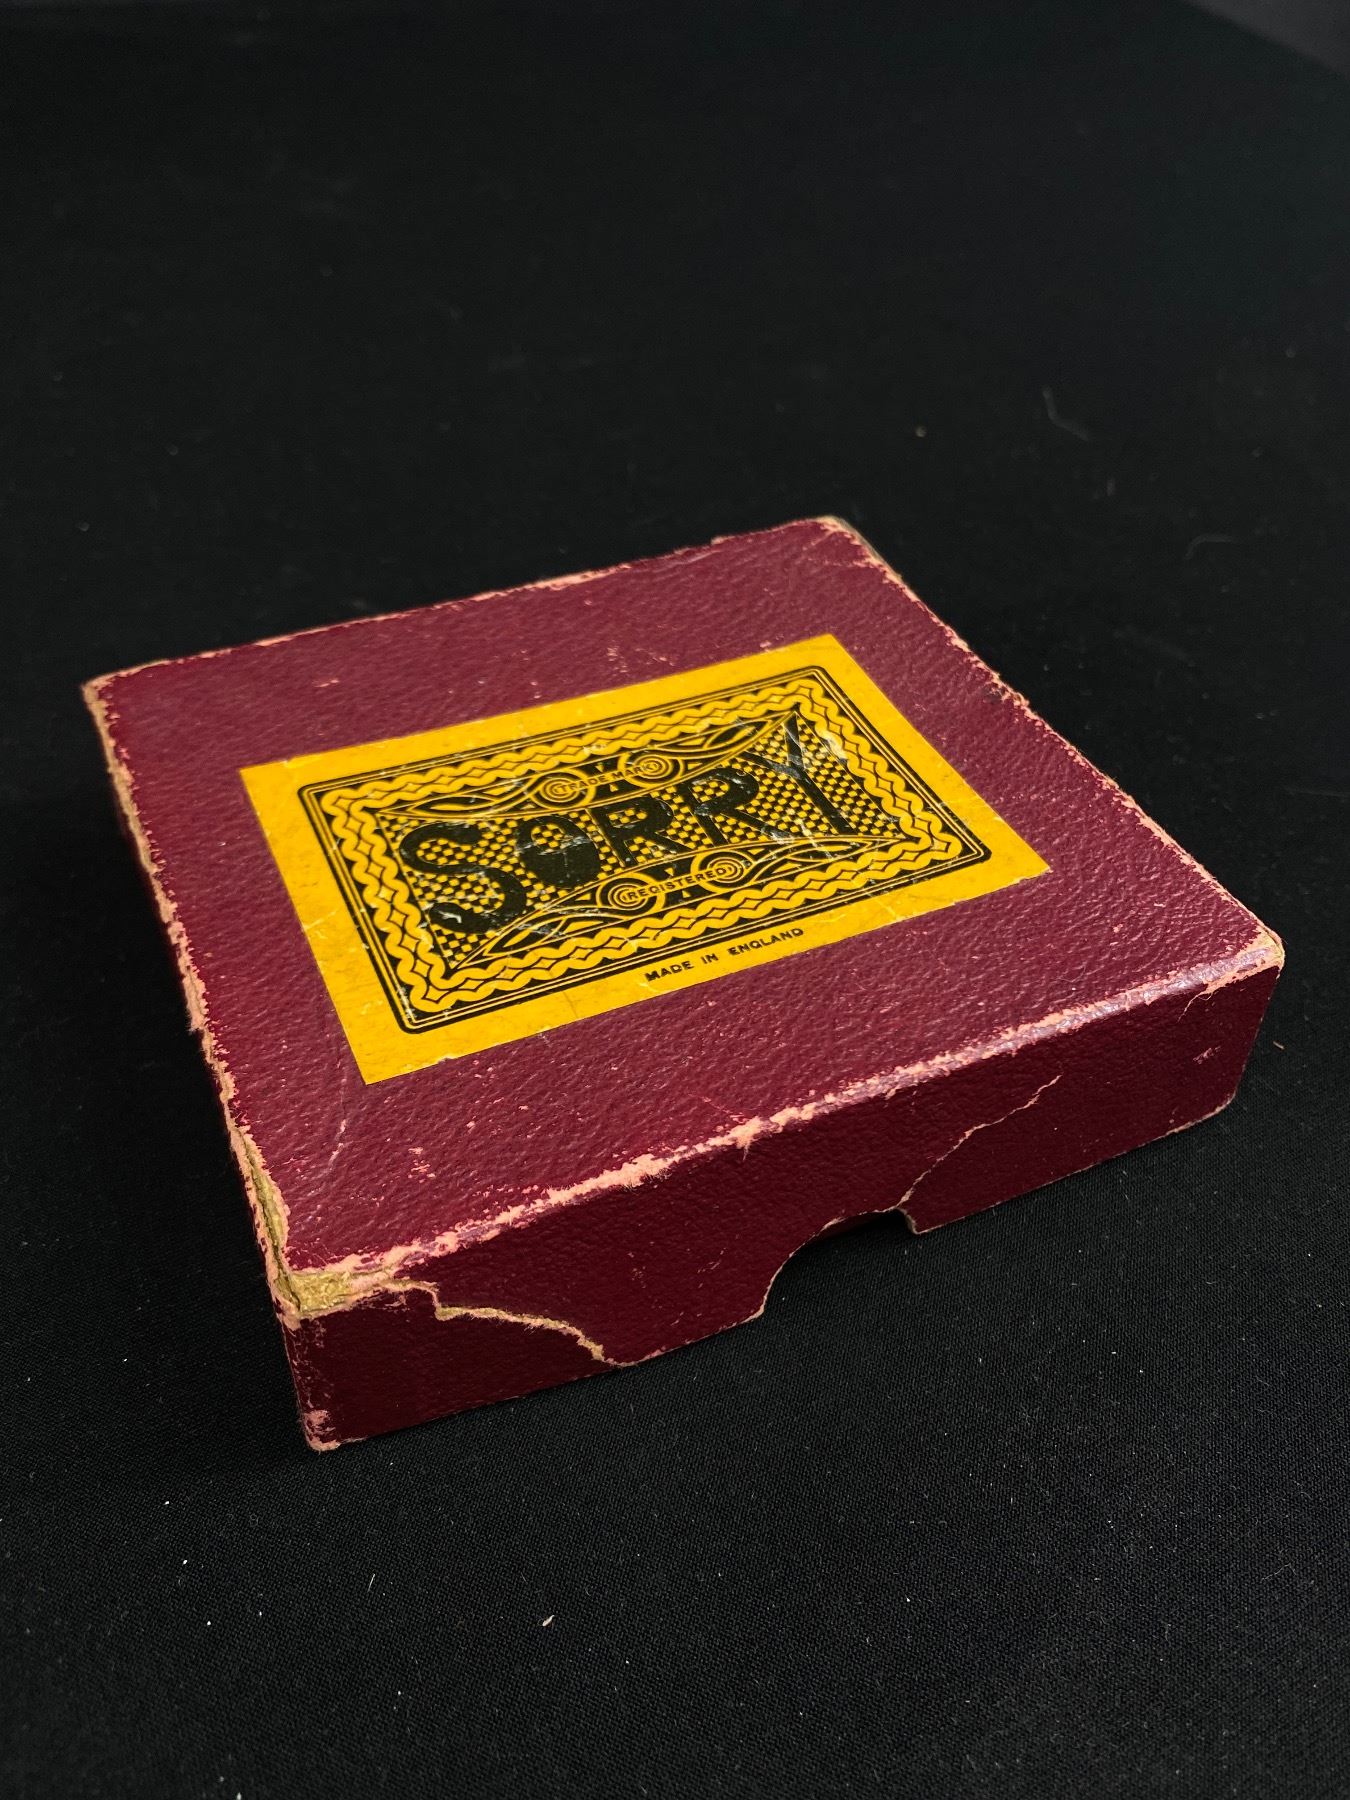 TRADE MARK
SORRY
REGISTERED
MADE IN ENGLAND